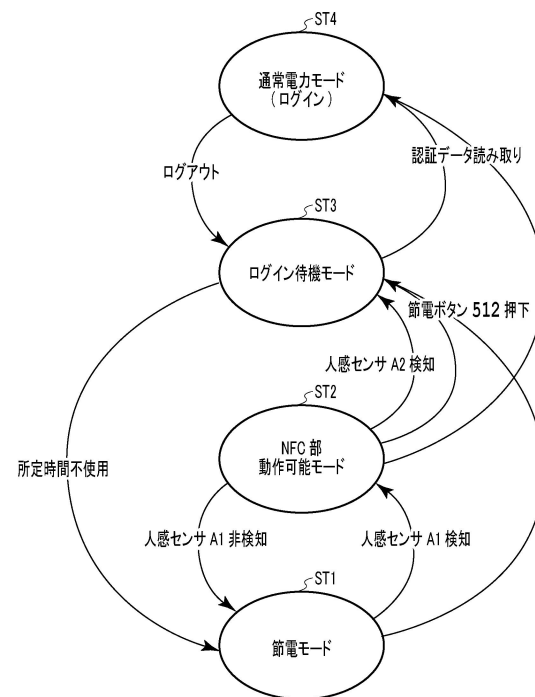 ST4
通常電力モード
(ログイン)
認証データ読み取り
ログアウト
ST3
ログイン待機モード
節電ボタン 512 押下
人感センサ A2 検知
ST2
NFC 部
動作可能モード
所定時間不使用
人感センサ A1 非検知
人感センサ A1 検知
ST1
節電モード